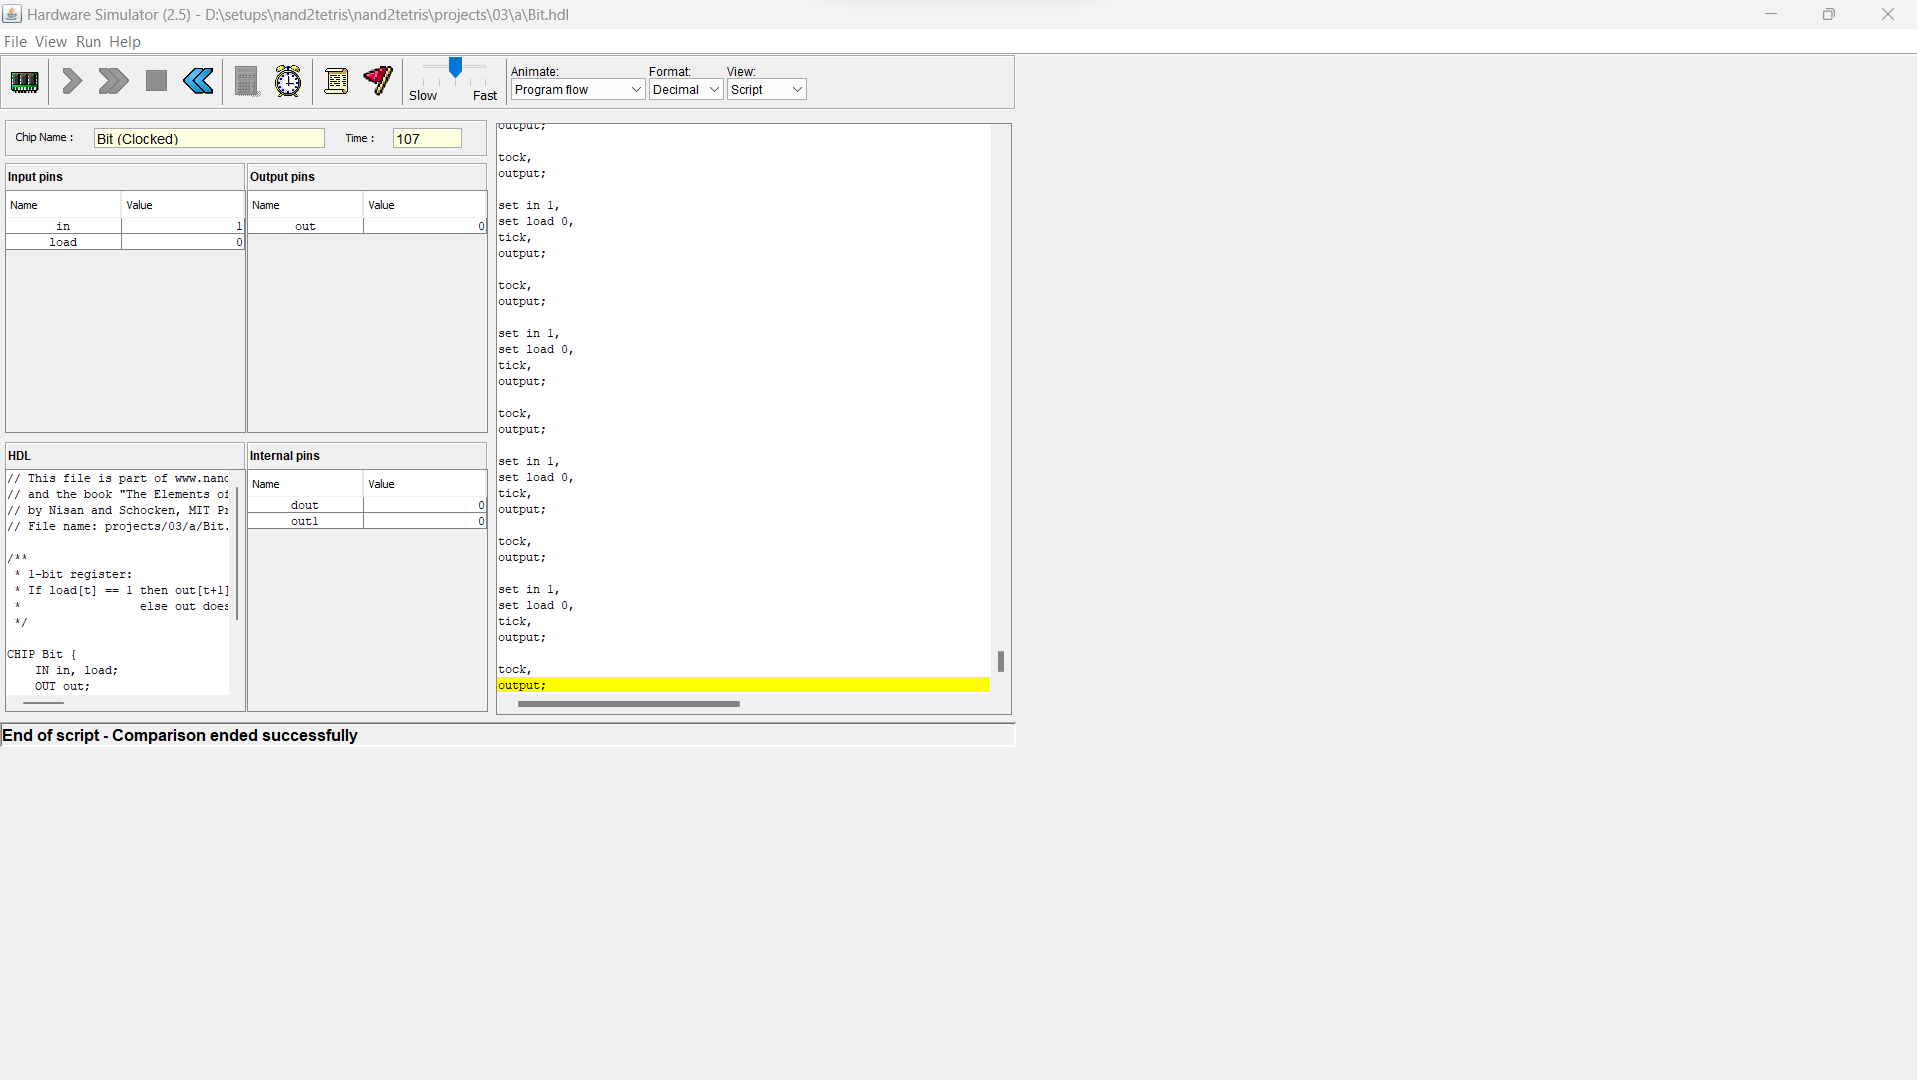 Hardware Simulator (2.5) - D:\setups\nand2tetris\nand2tetris\projects\03\a\Bit.hdl
File View Run Help
Slow Fast
Animate:
Program flow
Format:
Decimal
View:
Script
Chip Name :
Bit (Clocked)
Time :
107
Input pins
Name Value
in 1
load 0
Output pins
Name Value
out 0
HDL
// This file is part of www.nand
// and the book "The Elements of
// by Nisan and Schocken, MIT Pr
// File name: projects/03/a/Bit.
/**
* 1-bit register:
* If load[t] == 1 then out[t+1]
* else out does
*/
CHIP Bit {
IN in, load;
OUT out;
Internal pins
Name Value
dout 0
out1 0
output;
tock,
output;
set in 1,
set load 0,
tick,
output;
tock,
output;
set in 1,
set load 0,
tick,
output;
tock,
output;
set in 1,
set load 0,
tick,
output;
tock,
output;
set in 1,
set load 0,
tick,
output;
tock,
output;
End of script - Comparison ended successfully